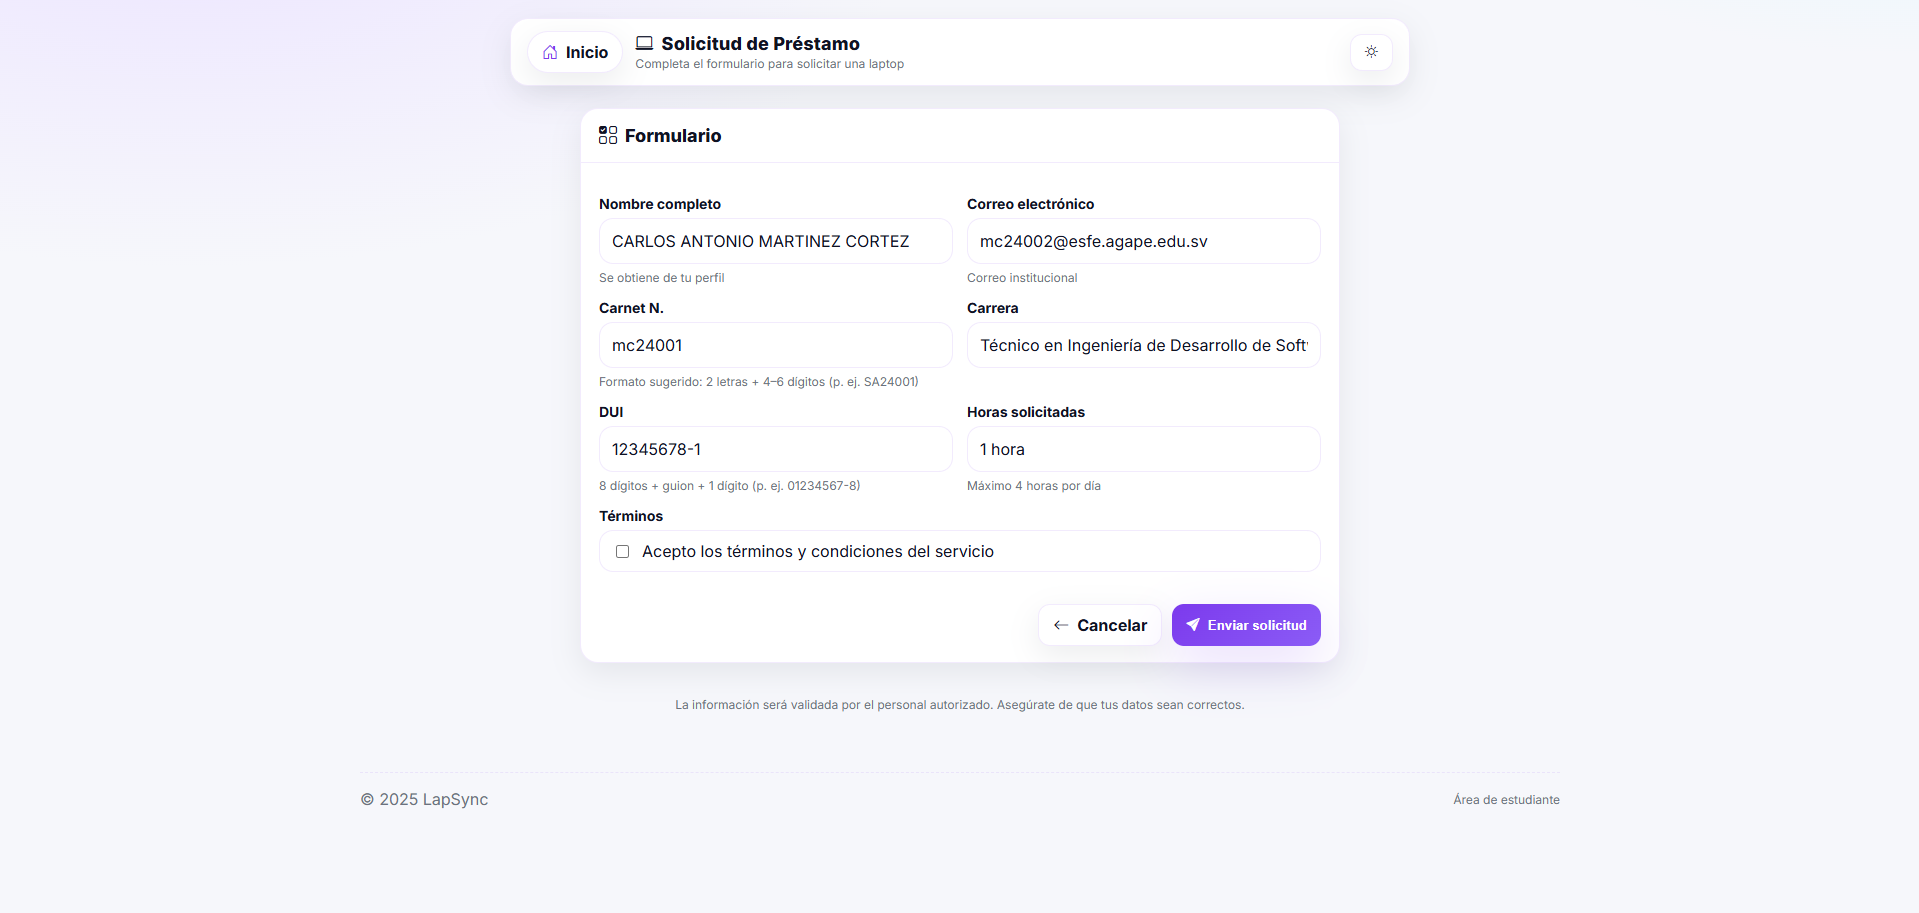 Inicio
Solicitud de Préstamo
Completa el formulario para solicitar una laptop
Formulario
Nombre completo
Correo electrónico
CARLOS ANTONIO MARTINEZ CORTEZ
mc24002@esfe.agape.edu.sv
Se obtiene de tu perfil
Correo institucional
Carnet N.
Carrera
mc24001
Técnico en Ingeniería de Desarrollo de Soft
Formato sugerido: 2 letras + 4–6 dígitos (p. ej. SA24001)
DUI
Horas solicitadas
12345678-1
1 hora
8 dígitos + guion + 1 dígito (p. ej. 01234567-8)
Máximo 4 horas por día
Términos
Acepto los términos y condiciones del servicio
Cancelar
Enviar solicitud
La información será validada por el personal autorizado. Asegúrate de que tus datos sean correctos.
© 2025 LapSync
Área de estudiante